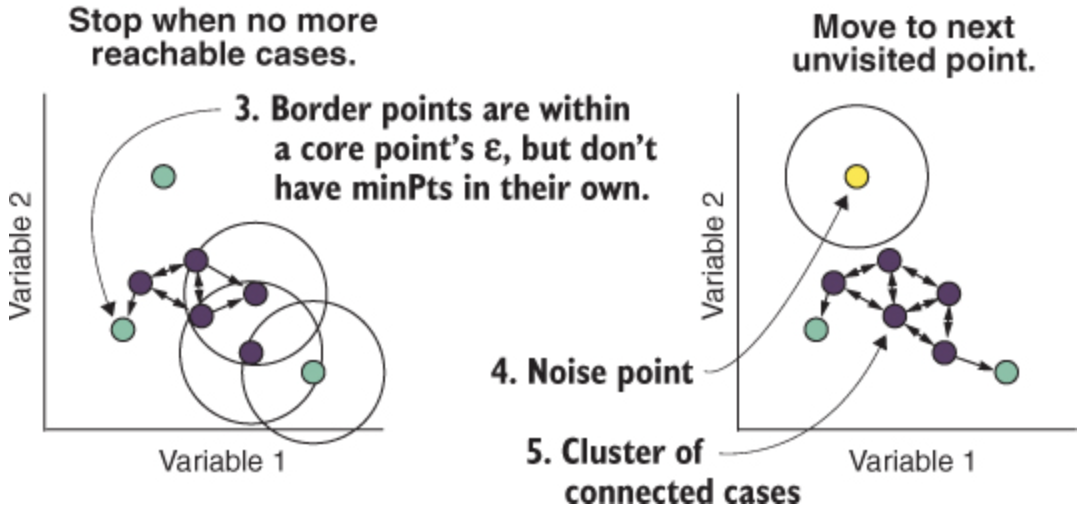 Stop when no more
reachable cases.
3. Border points are within
a core point's ε, but don't
have minPts in their own.
Variable 2
Variable 1
Move to next
unvisited point.
Variable 2
4. Noise point
5. Cluster of
connected cases
Variable 1